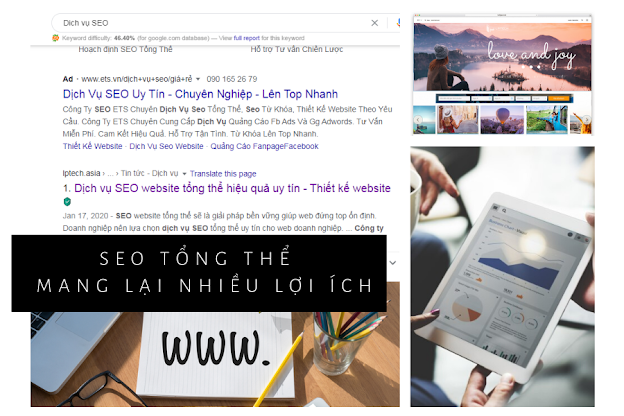 Dịch vụ SEO
Keyword difficulty: 46.40% (for google.com database) — View full report for this keyword
Hoạch định SEO Tổng Thể
Hỗ Trợ Tư vấn Chiến Lược
Ad · www.ets.vn/dịch+vụ+seo/giá+rẻ 090 165 26 79
Dịch Vụ SEO Uy Tín - Chuyên Nghiệp - Lên Top Nhanh
Công Ty SEO ETS Chuyên Dịch Vụ Seo Tổng Thể, Seo Từ Khóa, Thiết Kế Website Theo Yêu
Cầu. Công Ty ETS Chuyên Cung Cấp Dịch Vụ Quảng Cáo Fb Ads Và Gg Adwords. Tư Vấn
Miễn Phí. Cam Kết Hiệu Quả. Hỗ Trợ Tận Tình. Từ Khóa Lên Top Nhanh.
Thiết Kế Website · Dịch Vụ Seo Website · Quảng Cáo FanpageFacebook
lptech.asia › ... › Tin tức - Dịch vụ Translate this page
1. Dịch vụ SEO website tổng thể hiệu quả uy tín - Thiết kế website
Jan 17, 2020 - SEO website tổng thể sẽ là giải pháp bền vững giúp web đứng top ổn định.
Doanh nghiệp nên lựa chọn dịch vụ SEO tổng thể uy tín cho web doanh nghiệp. ... Công ty
SEO TỔNG THỂ
MANG LẠI NHIỀU LỢI ÍCH
www.
love and joy